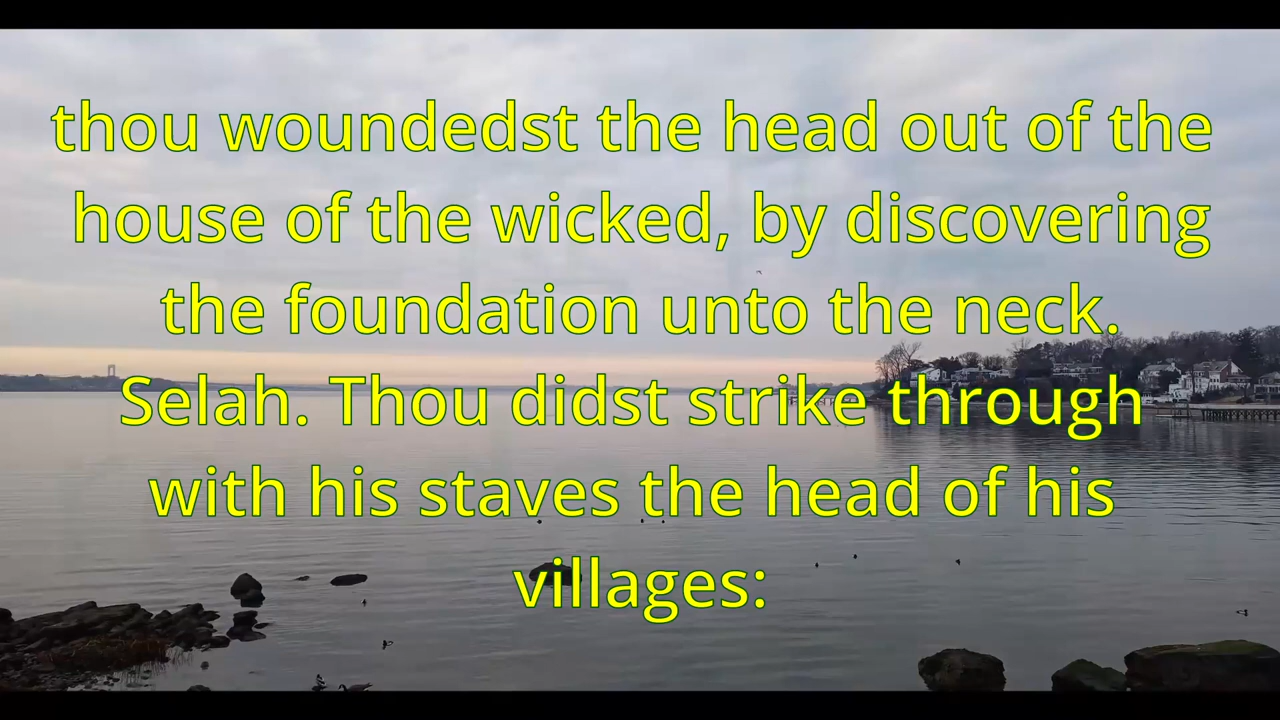 thou woundedst the head out of the
house of the wicked, by discovering
the foundation unto the neck.
Selah. Thou didst strike through
with his staves the head of his
villages: